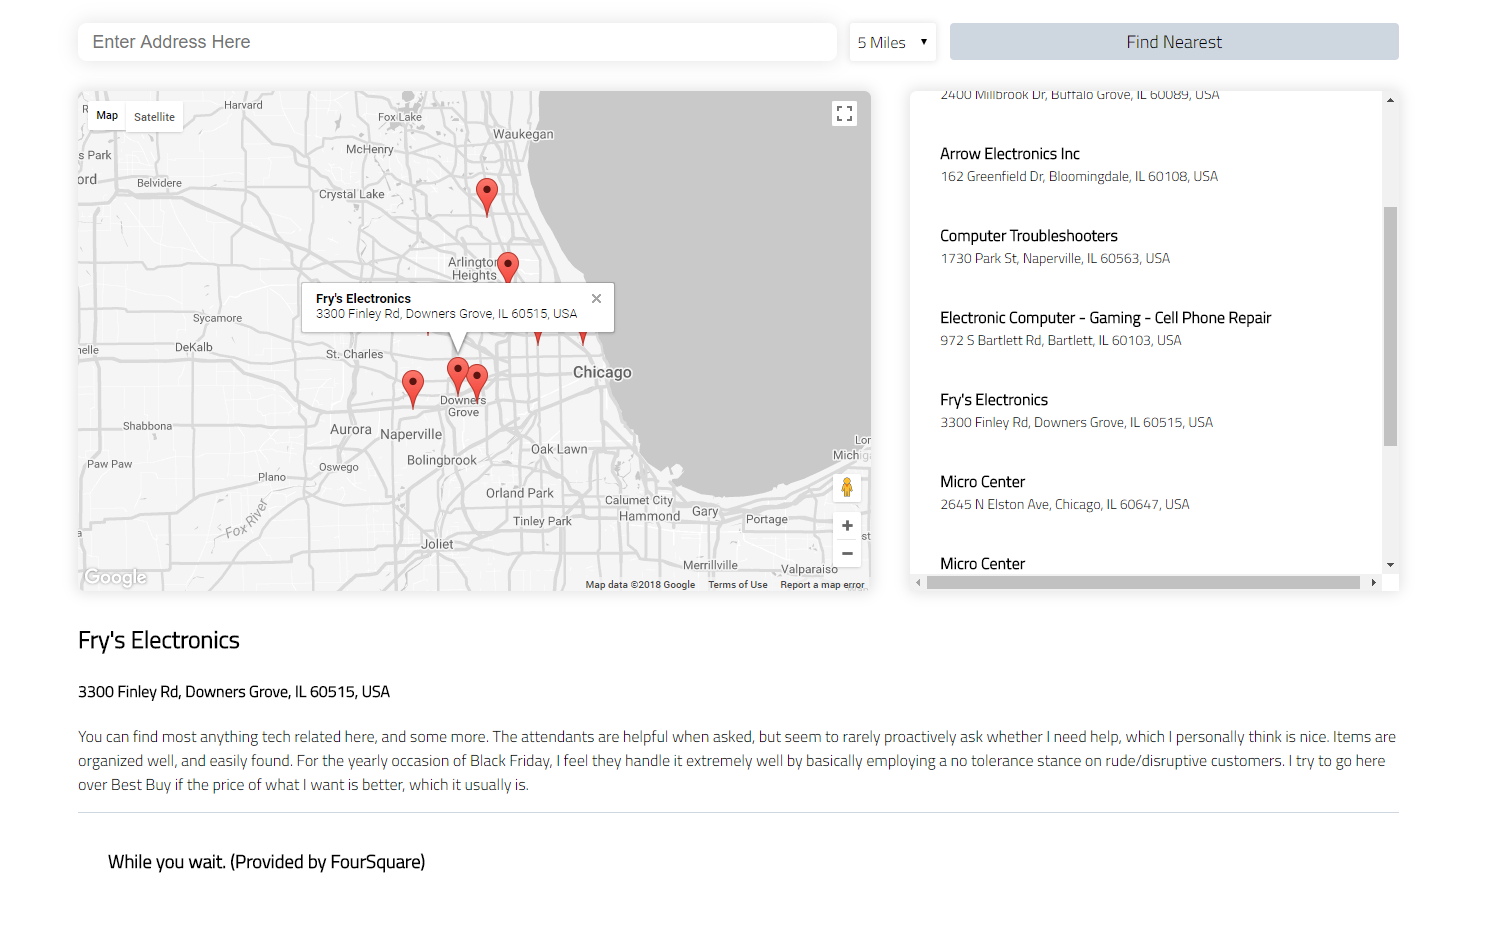 Enter Address Here
5 Miles
Find Nearest
Map
Satellite
Harvard
Fox Lake
Waukegan
McHenry
s Park
ord
Belvidere
Crystal Lake
Arlington
Heights
Fry's Electronics
3300 Finley Rd, Downers Grove, IL 60515, USA
Sycamore
DeKalb
nelle
St. Charles
Chicago
Downers
Grove
Shabbona
Aurora
Naperville
Oak Lawn
Lor
Michig
Paw Paw
Oswego
Bolingbrook
Plano
Orland Park
Calumet City
Fox River
Tinley Park
Hammond
Gary
Portage
st
Joliet
Merrillville
Valparaiso
Google
Map data ©2018 Google
Terms of Use
Report a map error
2400 Millbrook Dr, Buffalo Grove, IL 60089, USA
Arrow Electronics Inc
162 Greenfield Dr, Bloomingdale, IL 60108, USA
Computer Troubleshooters
1730 Park St, Naperville, IL 60563, USA
Electronic Computer - Gaming - Cell Phone Repair
972 S Bartlett Rd, Bartlett, IL 60103, USA
Fry's Electronics
3300 Finley Rd, Downers Grove, IL 60515, USA
Micro Center
2645 N Elston Ave, Chicago, IL 60647, USA
Micro Center
Fry's Electronics
3300 Finley Rd, Downers Grove, IL 60515, USA
You can find most anything tech related here, and some more. The attendants are helpful when asked, but seem to rarely proactively ask whether I need help, which I personally think is nice. Items are
organized well, and easily found. For the yearly occasion of Black Friday, I feel they handle it extremely well by basically employing a no tolerance stance on rude/disruptive customers. I try to go here
over Best Buy if the price of what I want is better, which it usually is.
While you wait. (Provided by FourSquare)